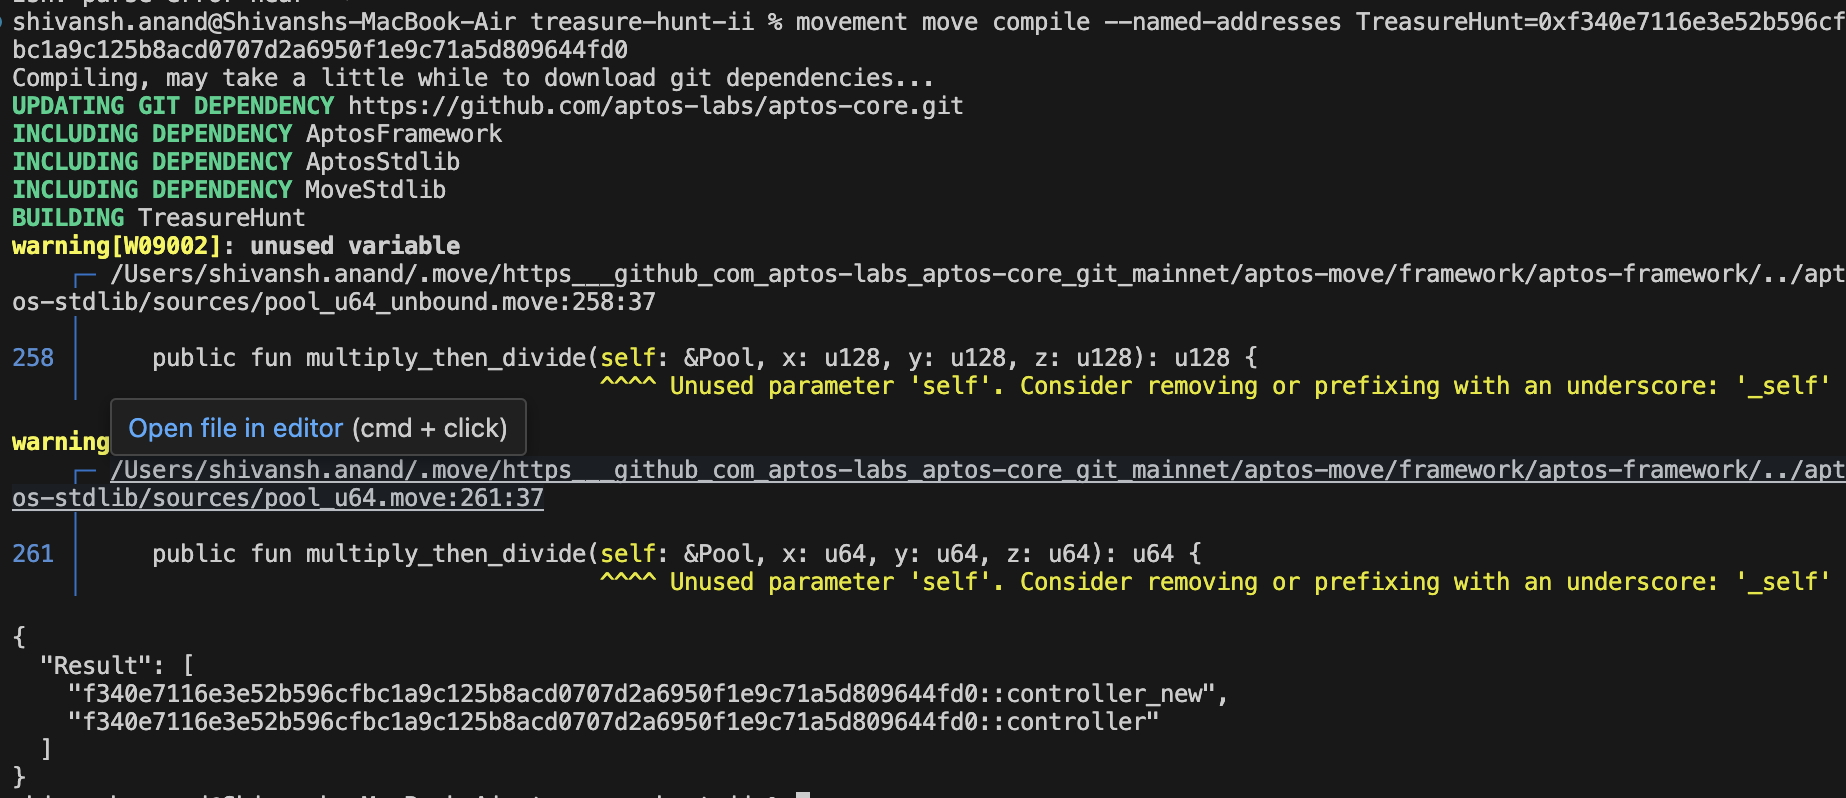 shivansh.anand@Shivanshs-MacBook-Air treasure-hunt-ii % movement move compile --named-addresses TreasureHunt=0xf340e7116e3e52b596cf
bc1a9c125b8acd0707d2a6950f1e9c71a5d809644fd0
Compiling, may take a little while to download git dependencies...
UPDATING GIT DEPENDENCY https://github.com/aptos-labs/aptos-core.git
INCLUDING DEPENDENCY AptosFramework
INCLUDING DEPENDENCY AptosStdlib
INCLUDING DEPENDENCY MoveStdlib
BUILDING TreasureHunt
warning[W09002]: unused variable
/Users/shivansh.anand/.move/https___github_com_aptos-labs_aptos-core_git_mainnet/aptos-move/framework/aptos-framework/../apt
os-stdlib/sources/pool_u64_unbound.move:258:37
258 public fun multiply_then_divide(self: &Pool, x: u128, y: u128, z: u128): u128 {
^^^^ Unused parameter 'self'. Consider removing or prefixing with an underscore: '_self'
Open file in editor (cmd + click)
warning
/Users/shivansh.anand/.move/https___github_com_aptos-labs_aptos-core_git_mainnet/aptos-move/framework/aptos-framework/../apt
os-stdlib/sources/pool_u64.move:261:37
261 public fun multiply_then_divide(self: &Pool, x: u64, y: u64, z: u64): u64 {
^^^^ Unused parameter 'self'. Consider removing or prefixing with an underscore: '_self'
{
"Result": [
"f340e7116e3e52b596cfbc1a9c125b8acd0707d2a6950f1e9c71a5d809644fd0::controller_new",
"f340e7116e3e52b596cfbc1a9c125b8acd0707d2a6950f1e9c71a5d809644fd0::controller"
]
}